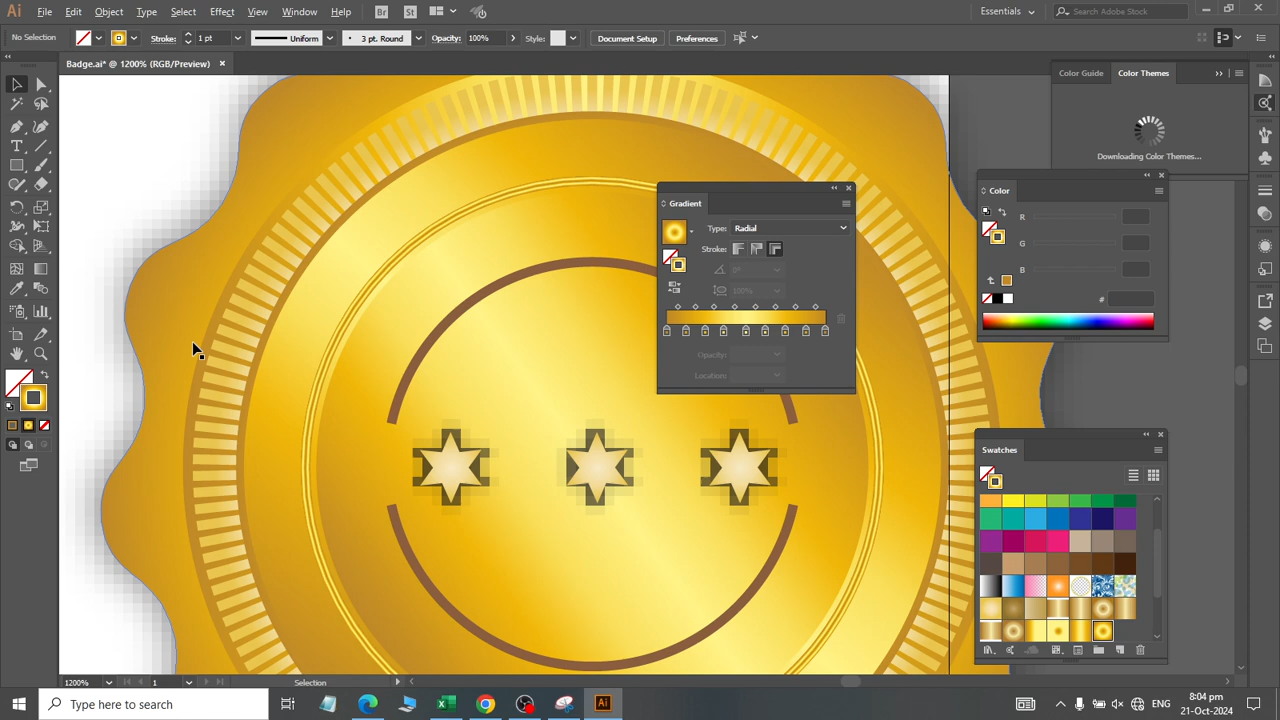 Ai File Edit Object Type Select Effect View Window Help Br St Essentials Search Adobe Stock
No Selection Stroke: 1 pt Uniform 3 pt. Round Opacity: 100% Style: Document Setup Preferences
Badge.ai* @ 1200% (RGB/Preview)
Color Guide Color Themes
Downloading Color Themes...
Color
R
G
B
#
Gradient
Type: Radial
Stroke:
0°
100%
Opacity:
Location:
Swatches
1200% 1 Selection
Type here to search
Ai
ENG
8:04 pm
21-Oct-2024